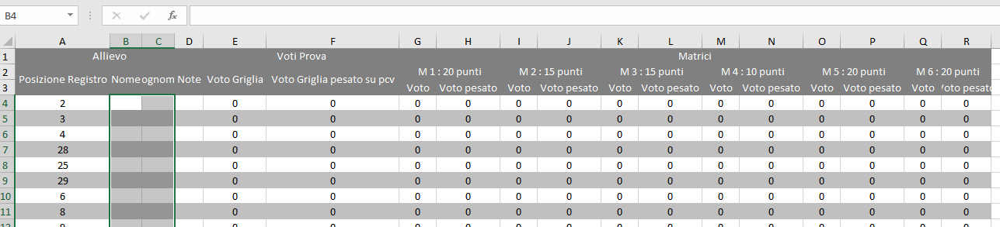 B4 fx
A B C D E F G H I J K L M N O P Q R
1 Allievo Voti Prova Matrici
2 M 1 : 20 punti M 2 : 15 punti M 3 : 15 punti M 4 : 10 punti M 5 : 20 punti M 6 : 20 punti
Posizione Registro Nome ognom Note Voto Griglia Voto Griglia pesato su pcv
3 Voto Voto pesato Voto Voto pesato Voto Voto pesato Voto Voto pesato Voto Voto pesato Voto Voto pesato
4 2 0 0 0 0 0 0 0 0 0 0 0 0 0 0
5 3 0 0 0 0 0 0 0 0 0 0 0 0 0 0
6 4 0 0 0 0 0 0 0 0 0 0 0 0 0 0
7 28 0 0 0 0 0 0 0 0 0 0 0 0 0 0
8 25 0 0 0 0 0 0 0 0 0 0 0 0 0 0
9 29 0 0 0 0 0 0 0 0 0 0 0 0 0 0
10 6 0 0 0 0 0 0 0 0 0 0 0 0 0 0
11 8 0 0 0 0 0 0 0 0 0 0 0 0 0 0